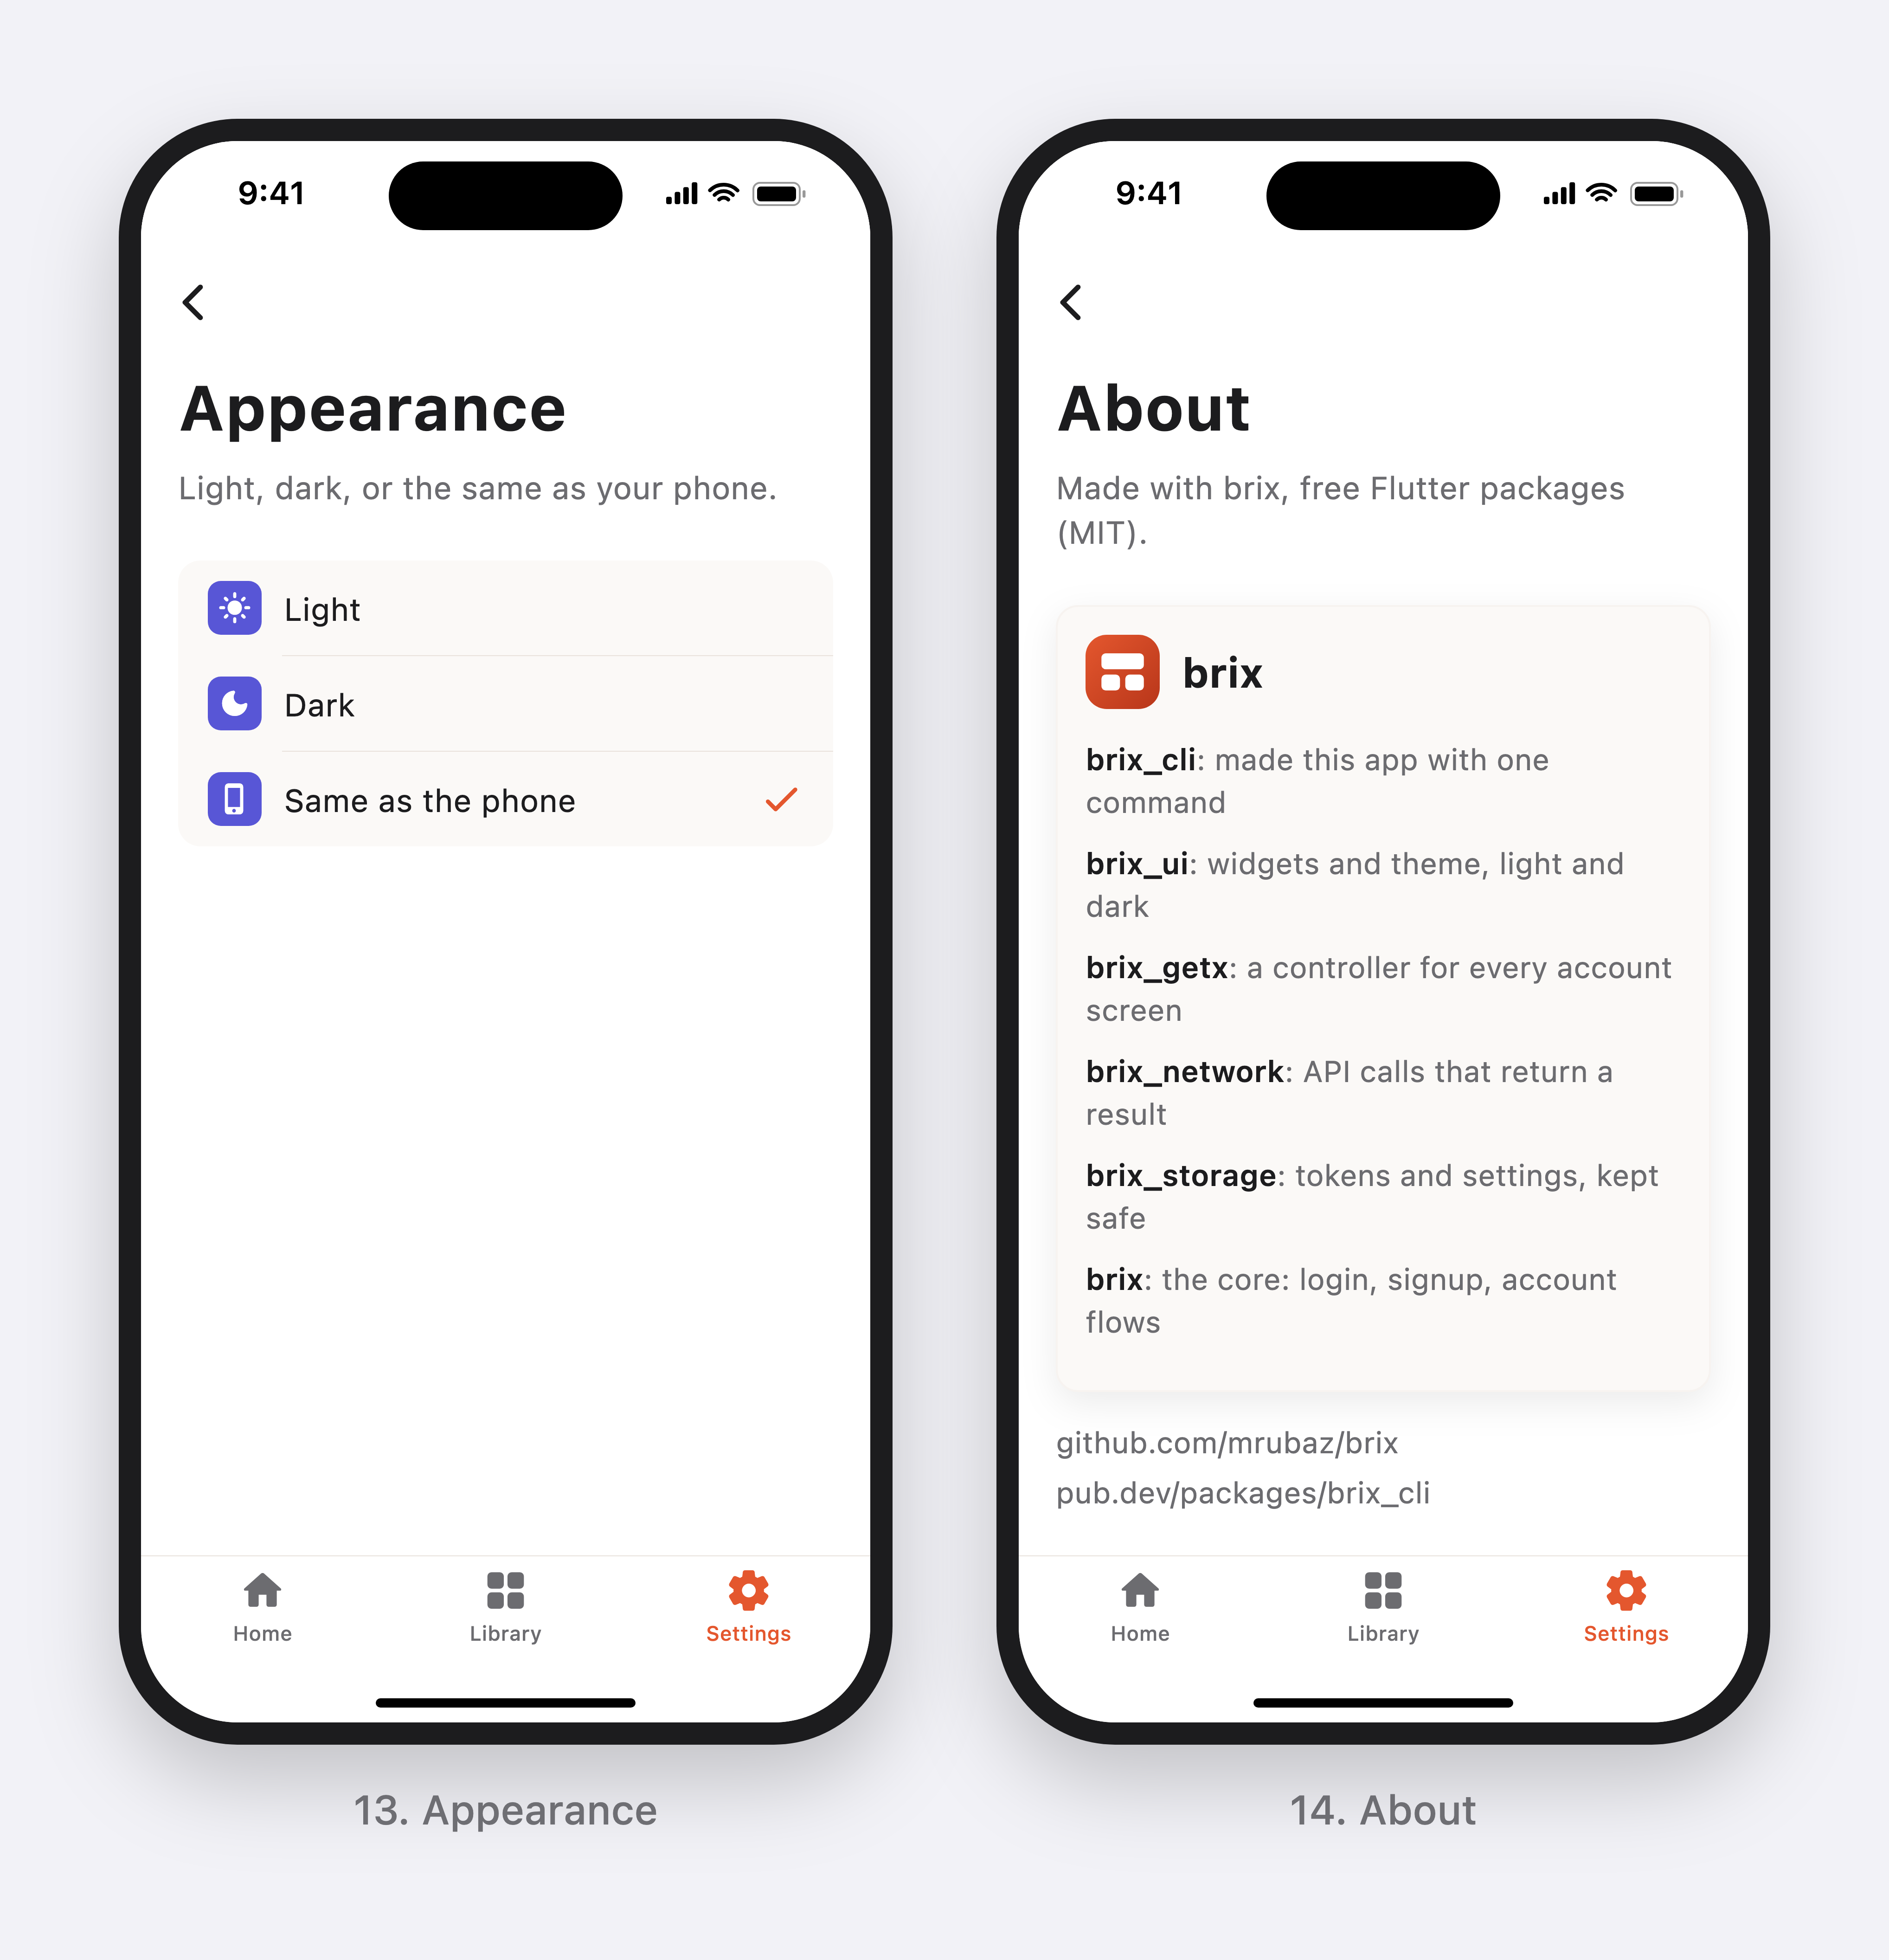 9:41
Appearance
Light, dark, or the same as your phone.
Light
Dark
Same as the phone
Home
Library
Settings
13. Appearance
9:41
About
Made with brix, free Flutter packages
(MIT).
brix
brix_cli: made this app with one
command
brix_ui: widgets and theme, light and
dark
brix_getx: a controller for every account
screen
brix_network: API calls that return a
result
brix_storage: tokens and settings, kept
safe
brix: the core: login, signup, account
flows
github.com/mrubaz/brix
pub.dev/packages/brix_cli
Home
Library
Settings
14. About